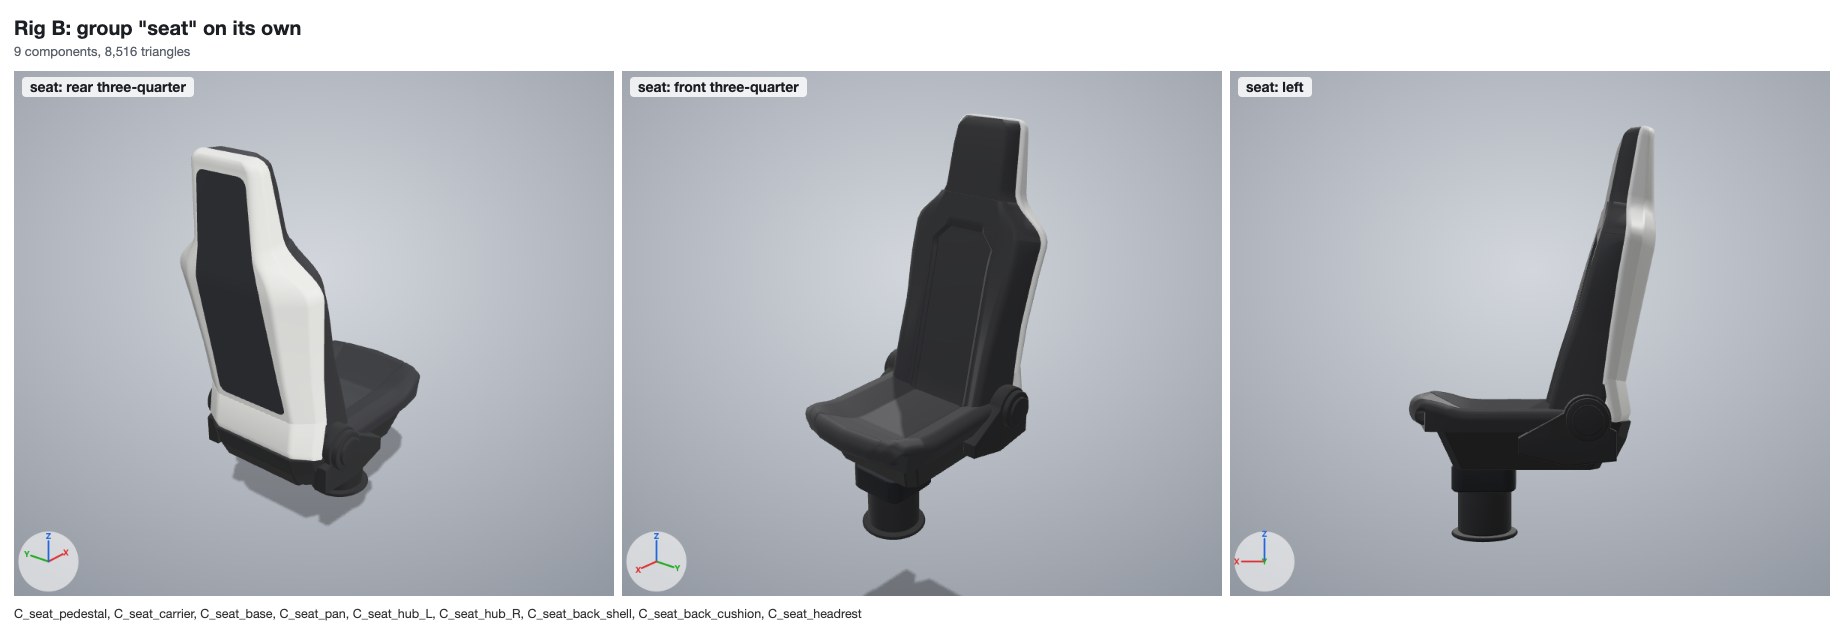 Rig B: group "seat" on its own
9 components, 8,516 triangles
seat: rear three-quarter
seat: front three-quarter
seat: left
Z
Y
X
Z
X
Y
Z
X
Y
C_seat_pedestal, C_seat_carrier, C_seat_base, C_seat_pan, C_seat_hub_L, C_seat_hub_R, C_seat_back_shell, C_seat_back_cushion, C_seat_headrest